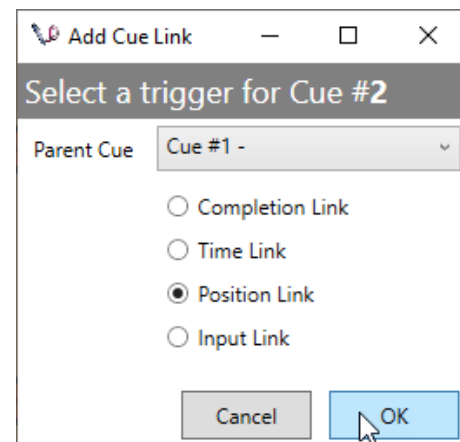 Add Cue Link
Select a trigger for Cue #2
Parent Cue Cue #1 -
Completion Link
Time Link
Position Link
Input Link
Cancel OK